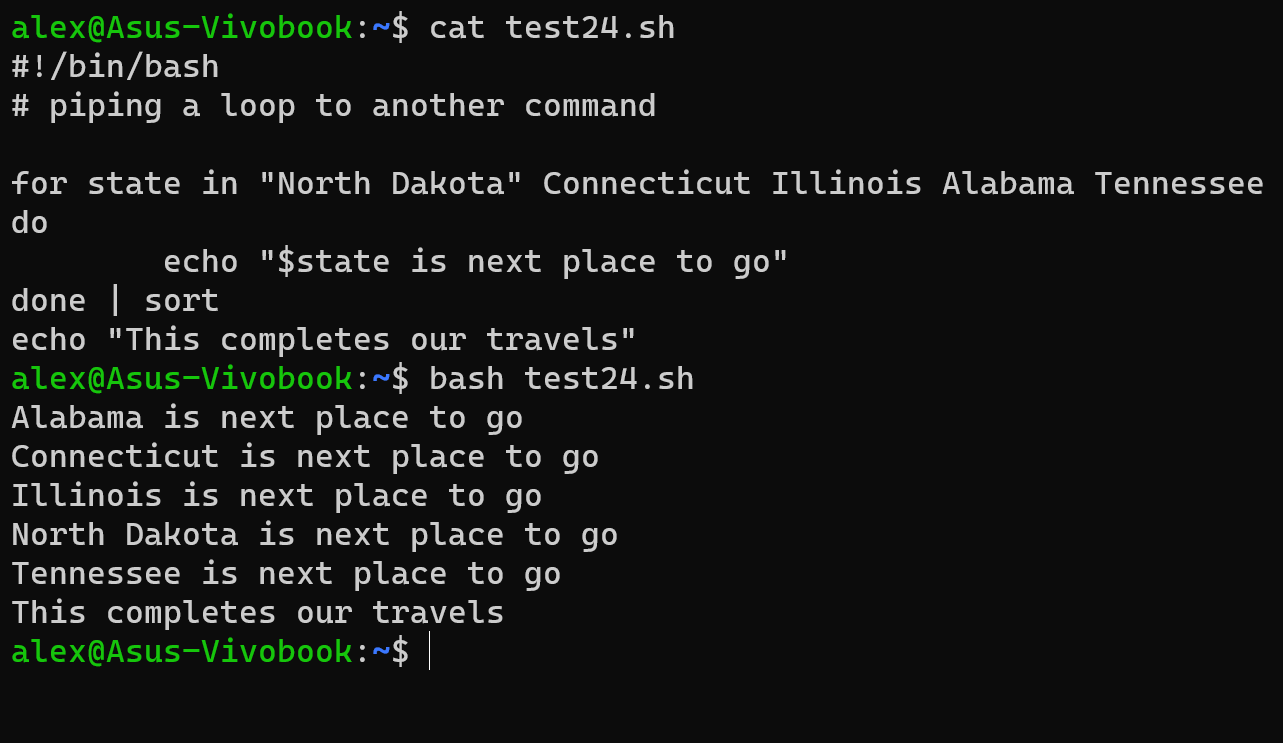 alex@Asus-Vivobook:~$ cat test24.sh
#!/bin/bash
# piping a loop to another command

for state in "North Dakota" Connecticut Illinois Alabama Tennessee
do
        echo "$state is next place to go"
done | sort
echo "This completes our travels"
alex@Asus-Vivobook:~$ bash test24.sh
Alabama is next place to go
Connecticut is next place to go
Illinois is next place to go
North Dakota is next place to go
Tennessee is next place to go
This completes our travels
alex@Asus-Vivobook:~$